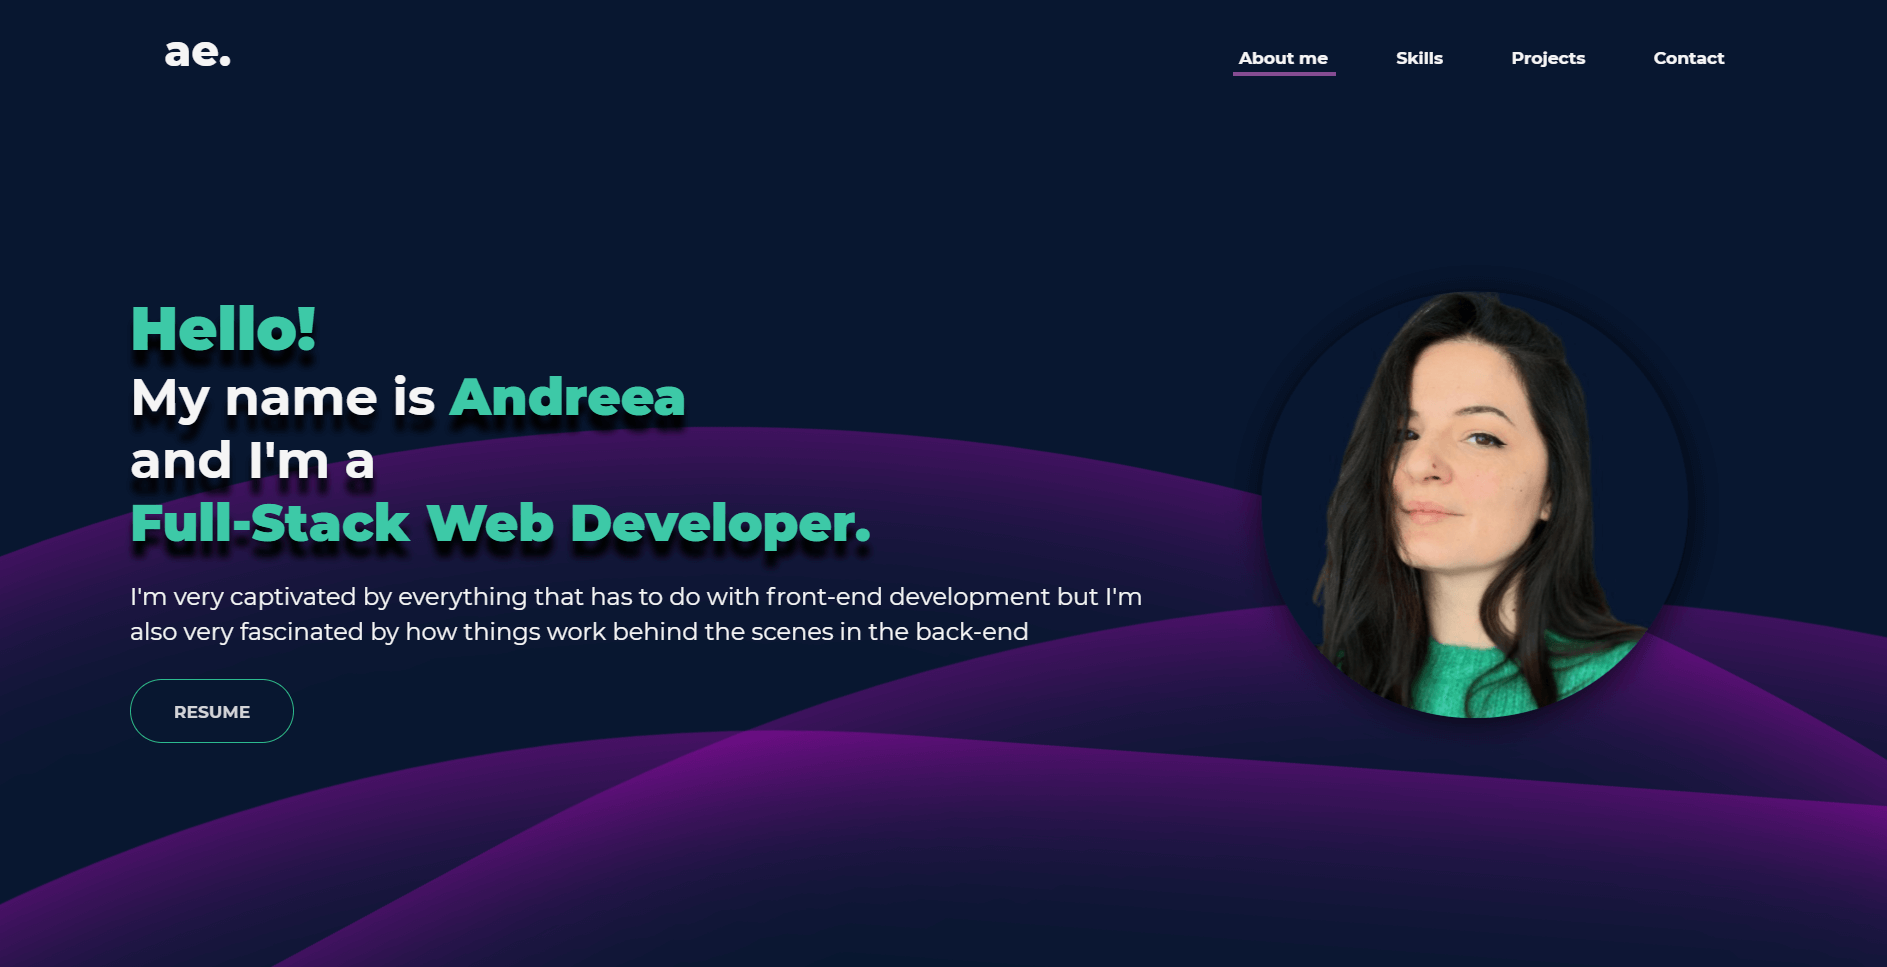 ae.
About me Skills Projects Contact
Hello!
My name is Andreea
and I'm a
Full-Stack Web Developer.
I'm very captivated by everything that has to do with front-end development but I'm
also very fascinated by how things work behind the scenes in the back-end
RESUME